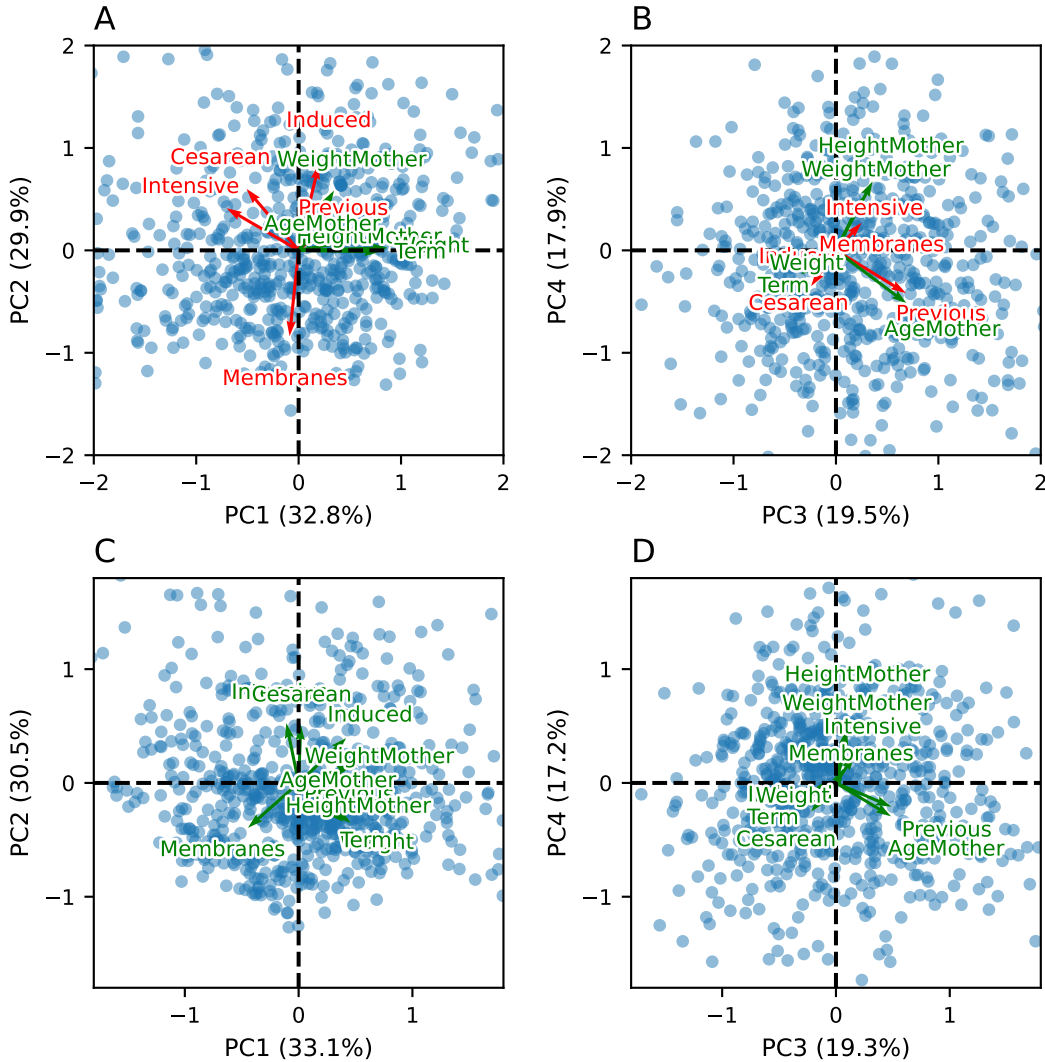 A
2
1
0
−1
−2
−2
−1
0
1
2
PC2 (29.9%)
PC1 (32.8%)
Induced
Cesarean
WeightMother
Intensive
Previous
AgeMother
HeightMother
Weight
Term
Membranes
B
2
1
0
−1
−2
−2
−1
0
1
2
PC4 (17.9%)
PC3 (19.5%)
HeightMother
WeightMother
Intensive
Membranes
Weight
Term
Cesarean
Previous
AgeMother
C
1
0
−1
−1
0
1
PC2 (30.5%)
PC1 (33.1%)
Cesarean
Induced
WeightMother
AgeMother
Previous
HeightMother
Term
Membranes
D
1
0
−1
−1
0
1
PC4 (17.2%)
PC3 (19.3%)
HeightMother
WeightMother
Intensive
Membranes
Weight
Term
Cesarean
Previous
AgeMother